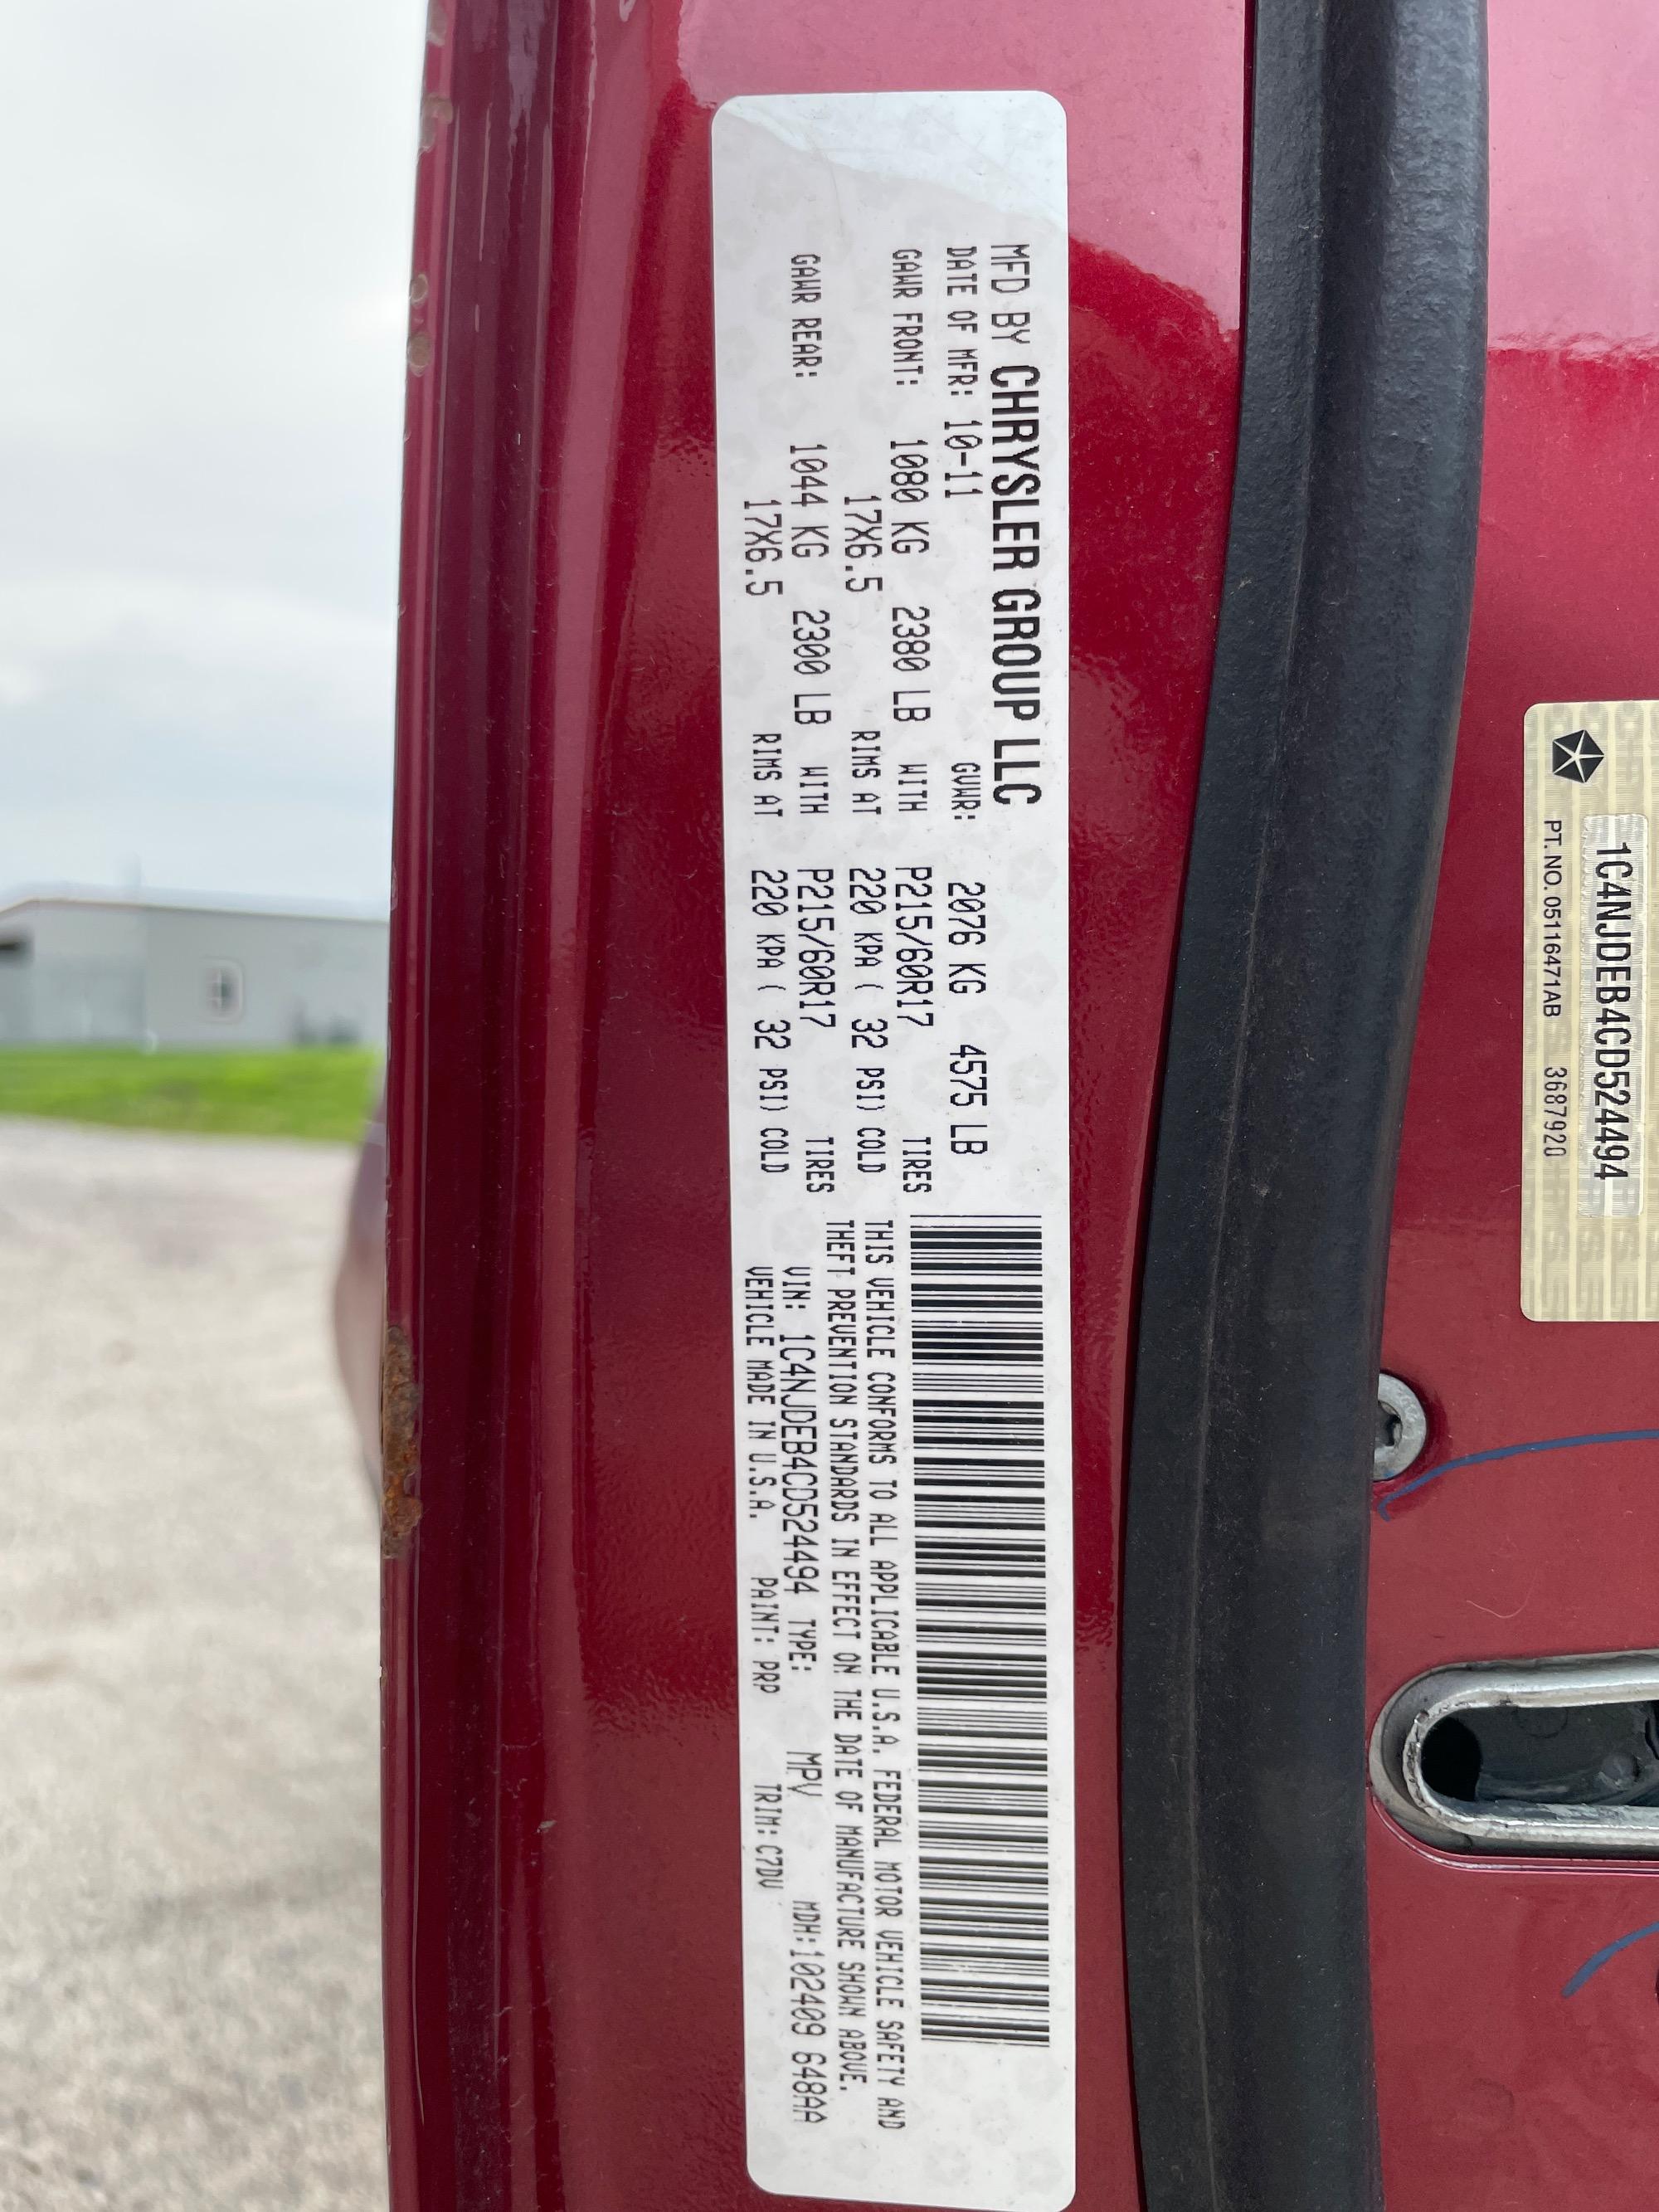 MFD BY CHRYSLER GROUP LLC
DATE OF MFR: 10-11 GVWR: 2076 KG 4575 LB
GAWR FRONT: 1080 KG 2380 LB WITH P215/60R17 TIRES
17X6.5 RIMS AT 220 KPA ( 32 PSI) COLD
GAWR REAR: 1044 KG 2300 LB WITH P215/60R17 TIRES
17X6.5 RIMS AT 220 KPA ( 32 PSI) COLD
THIS VEHICLE CONFORMS TO ALL APPLICABLE U.S.A. FEDERAL MOTOR VEHICLE SAFETY AND
THEFT PREVENTION STANDARDS IN EFFECT ON THE DATE OF MANUFACTURE SHOWN ABOVE.
VIN: 1C4NJDEB4CD524494 TYPE: MPV MDH:102409 648AA
VEHICLE MADE IN U.S.A. PAINT: PRP TRIM: C7DV
1C4NJDEB4CD524494
PT. NO. 05116471AB 3687920